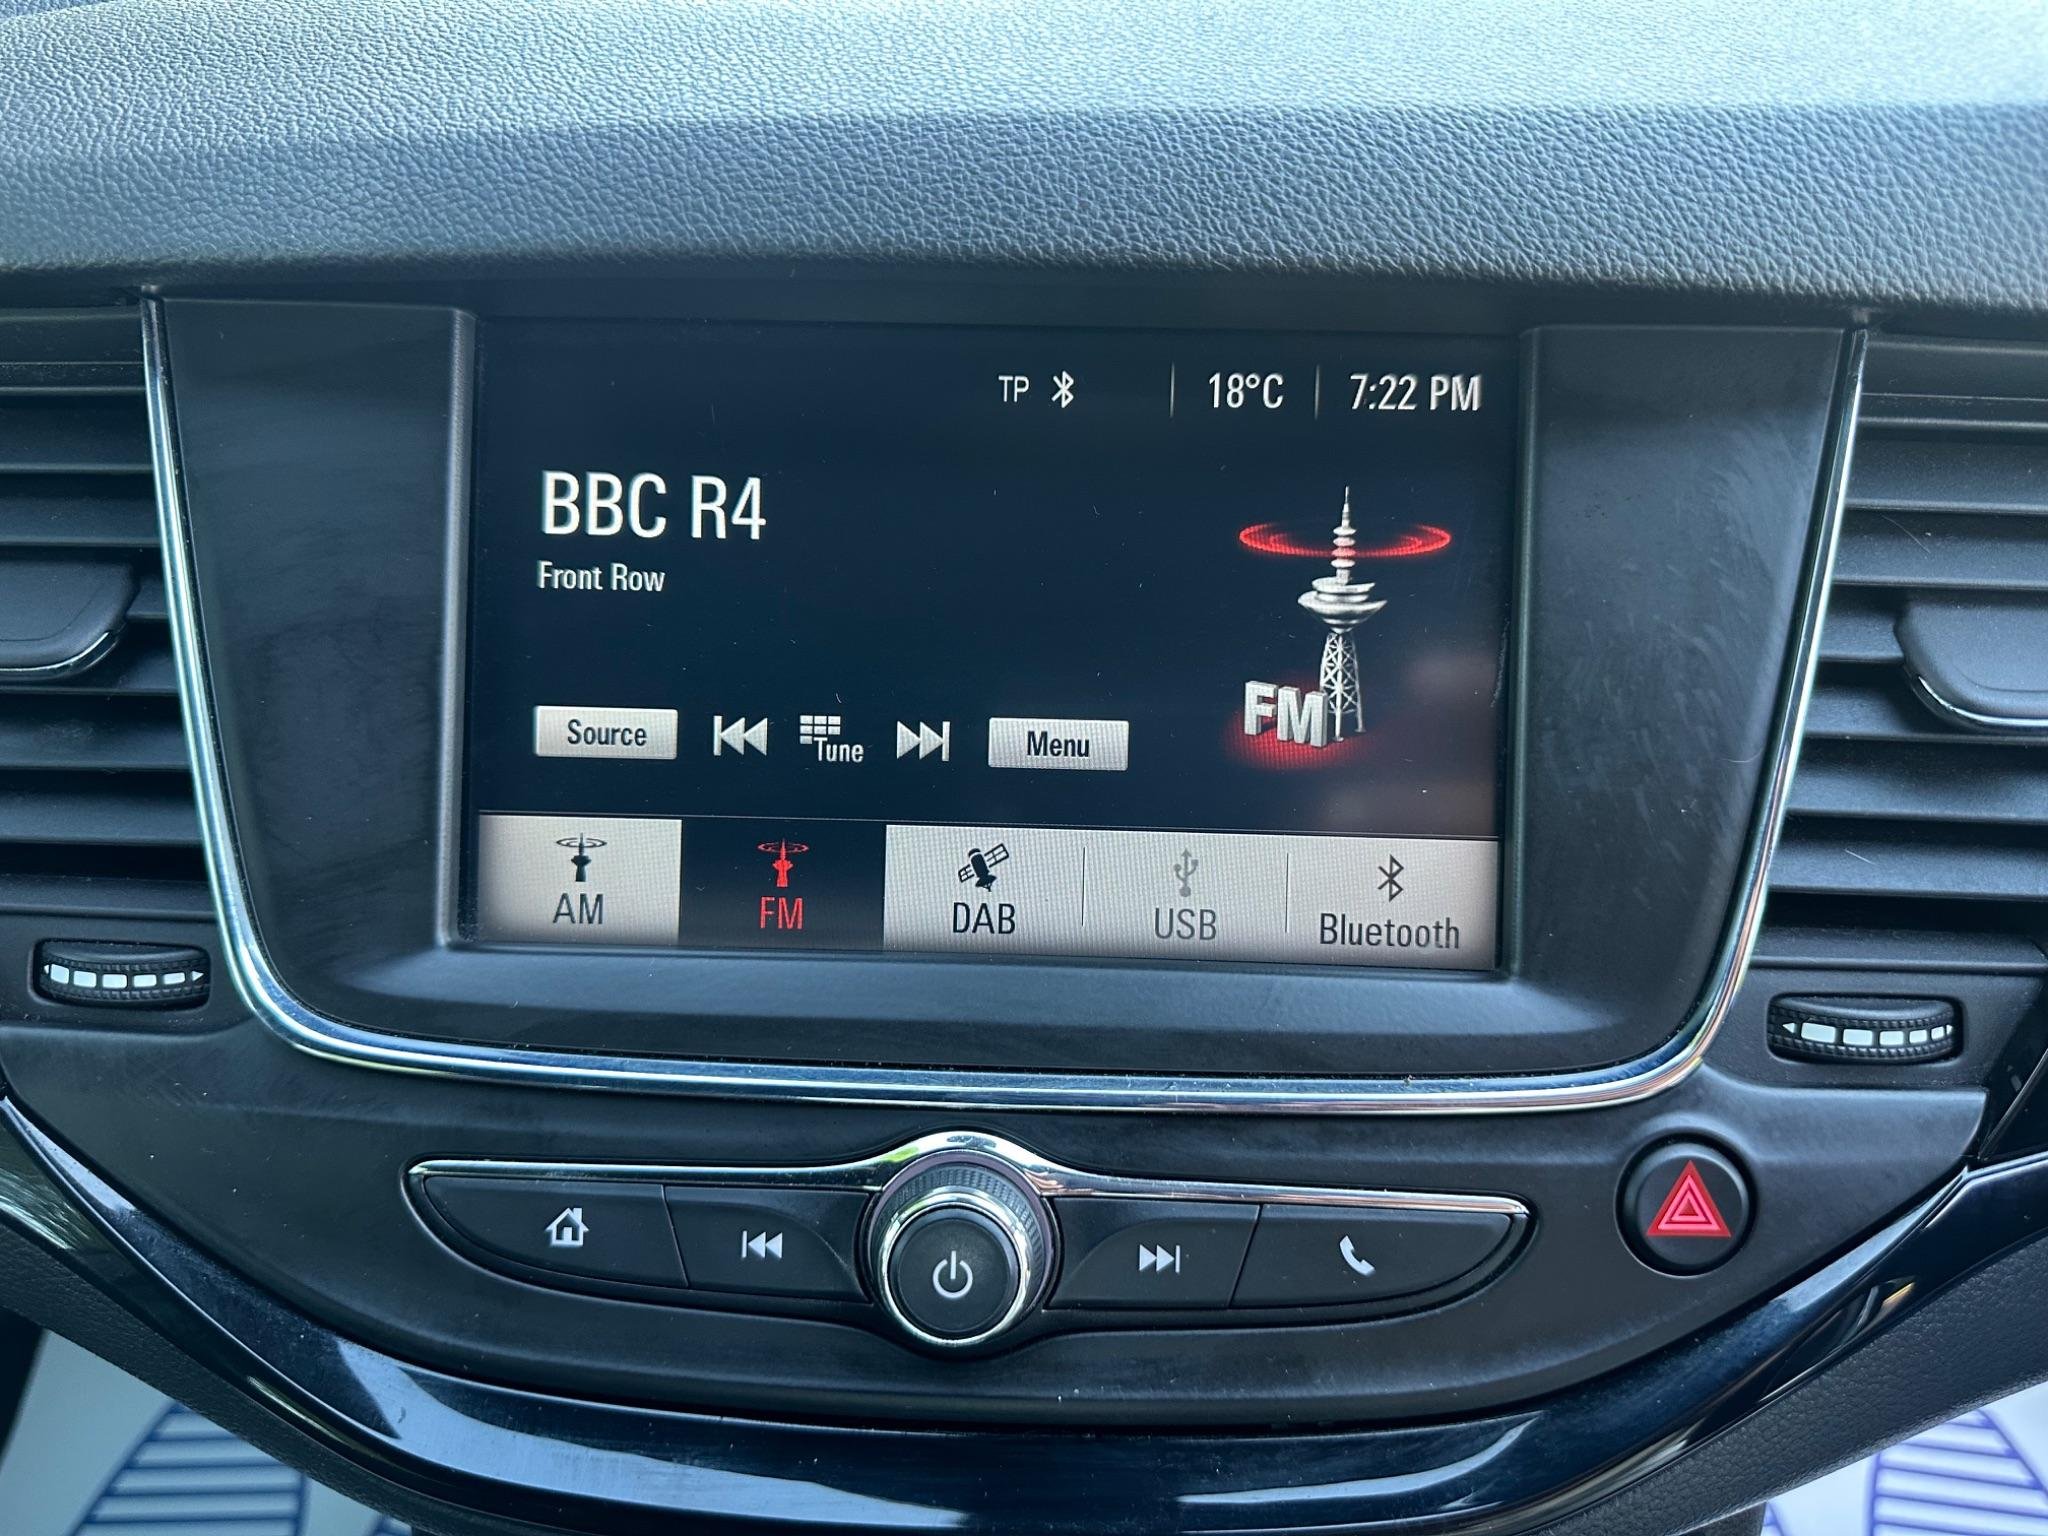 TP 18°C 7:22 PM
BBC R4
Front Row
Source Tune Menu
FM
AM FM DAB USB Bluetooth